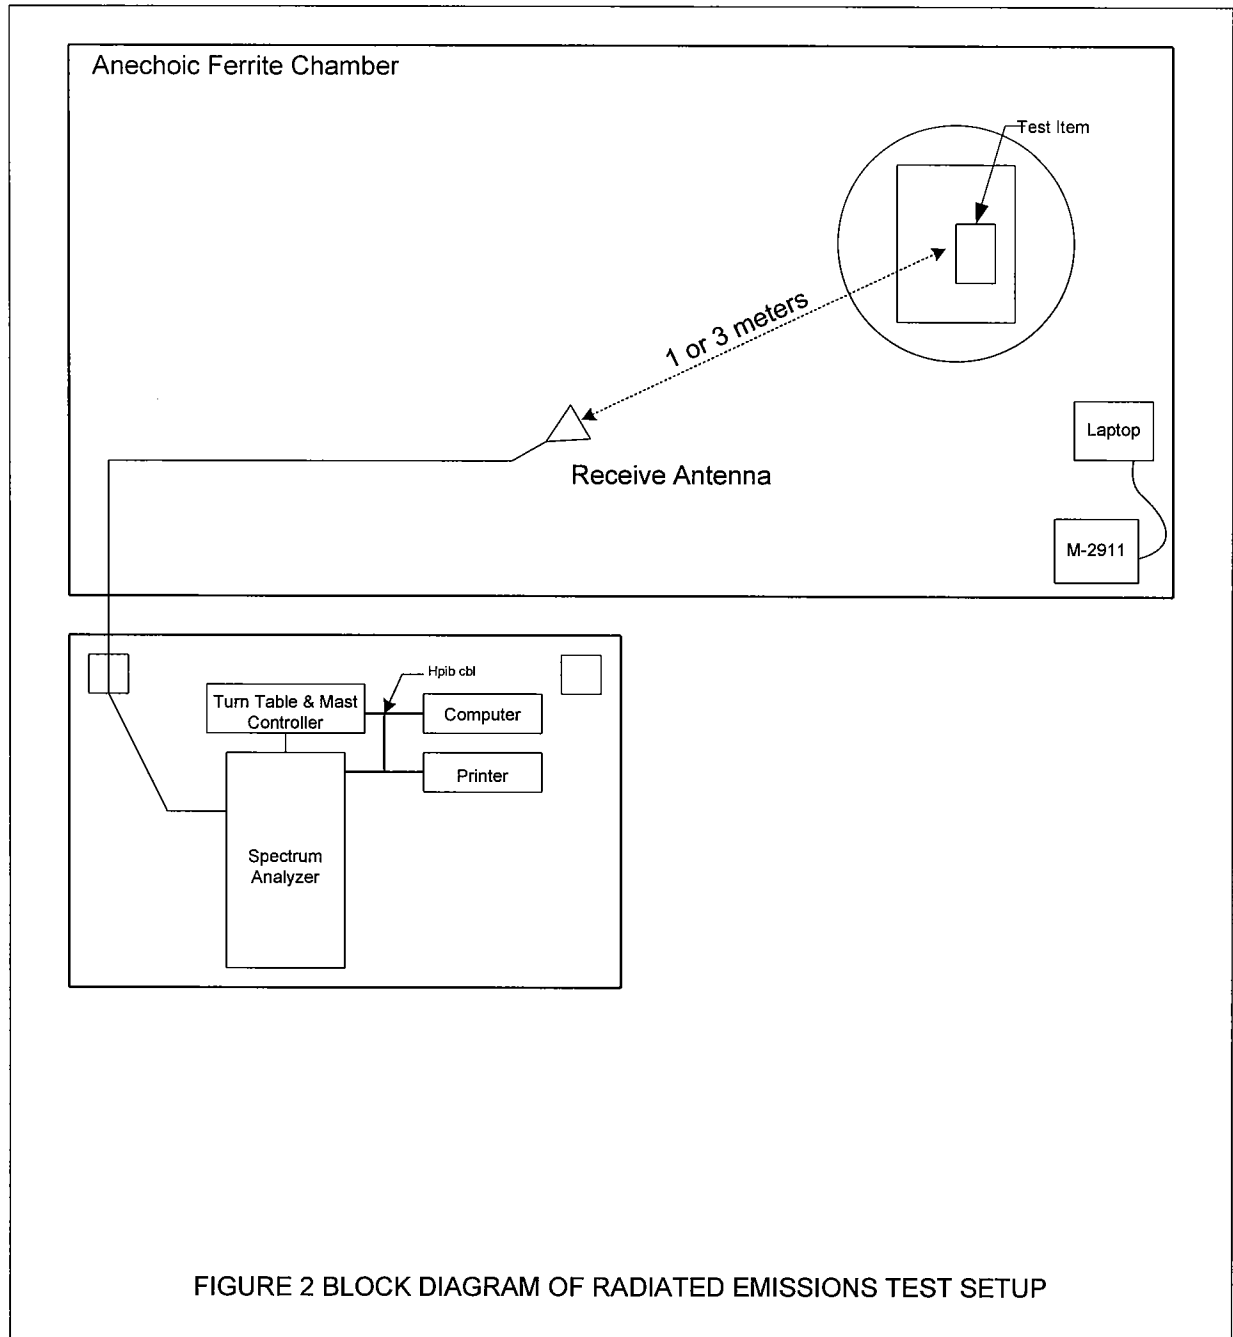 Anechoic Ferrite Chamber
Test Item
1 or 3 meters
Laptop
Receive Antenna
M-2911
Hpib cbl
Turn Table & Mast
Controller
Computer
Printer
Spectrum
Analyzer
FIGURE 2 BLOCK DIAGRAM OF RADIATED EMISSIONS TEST SETUP